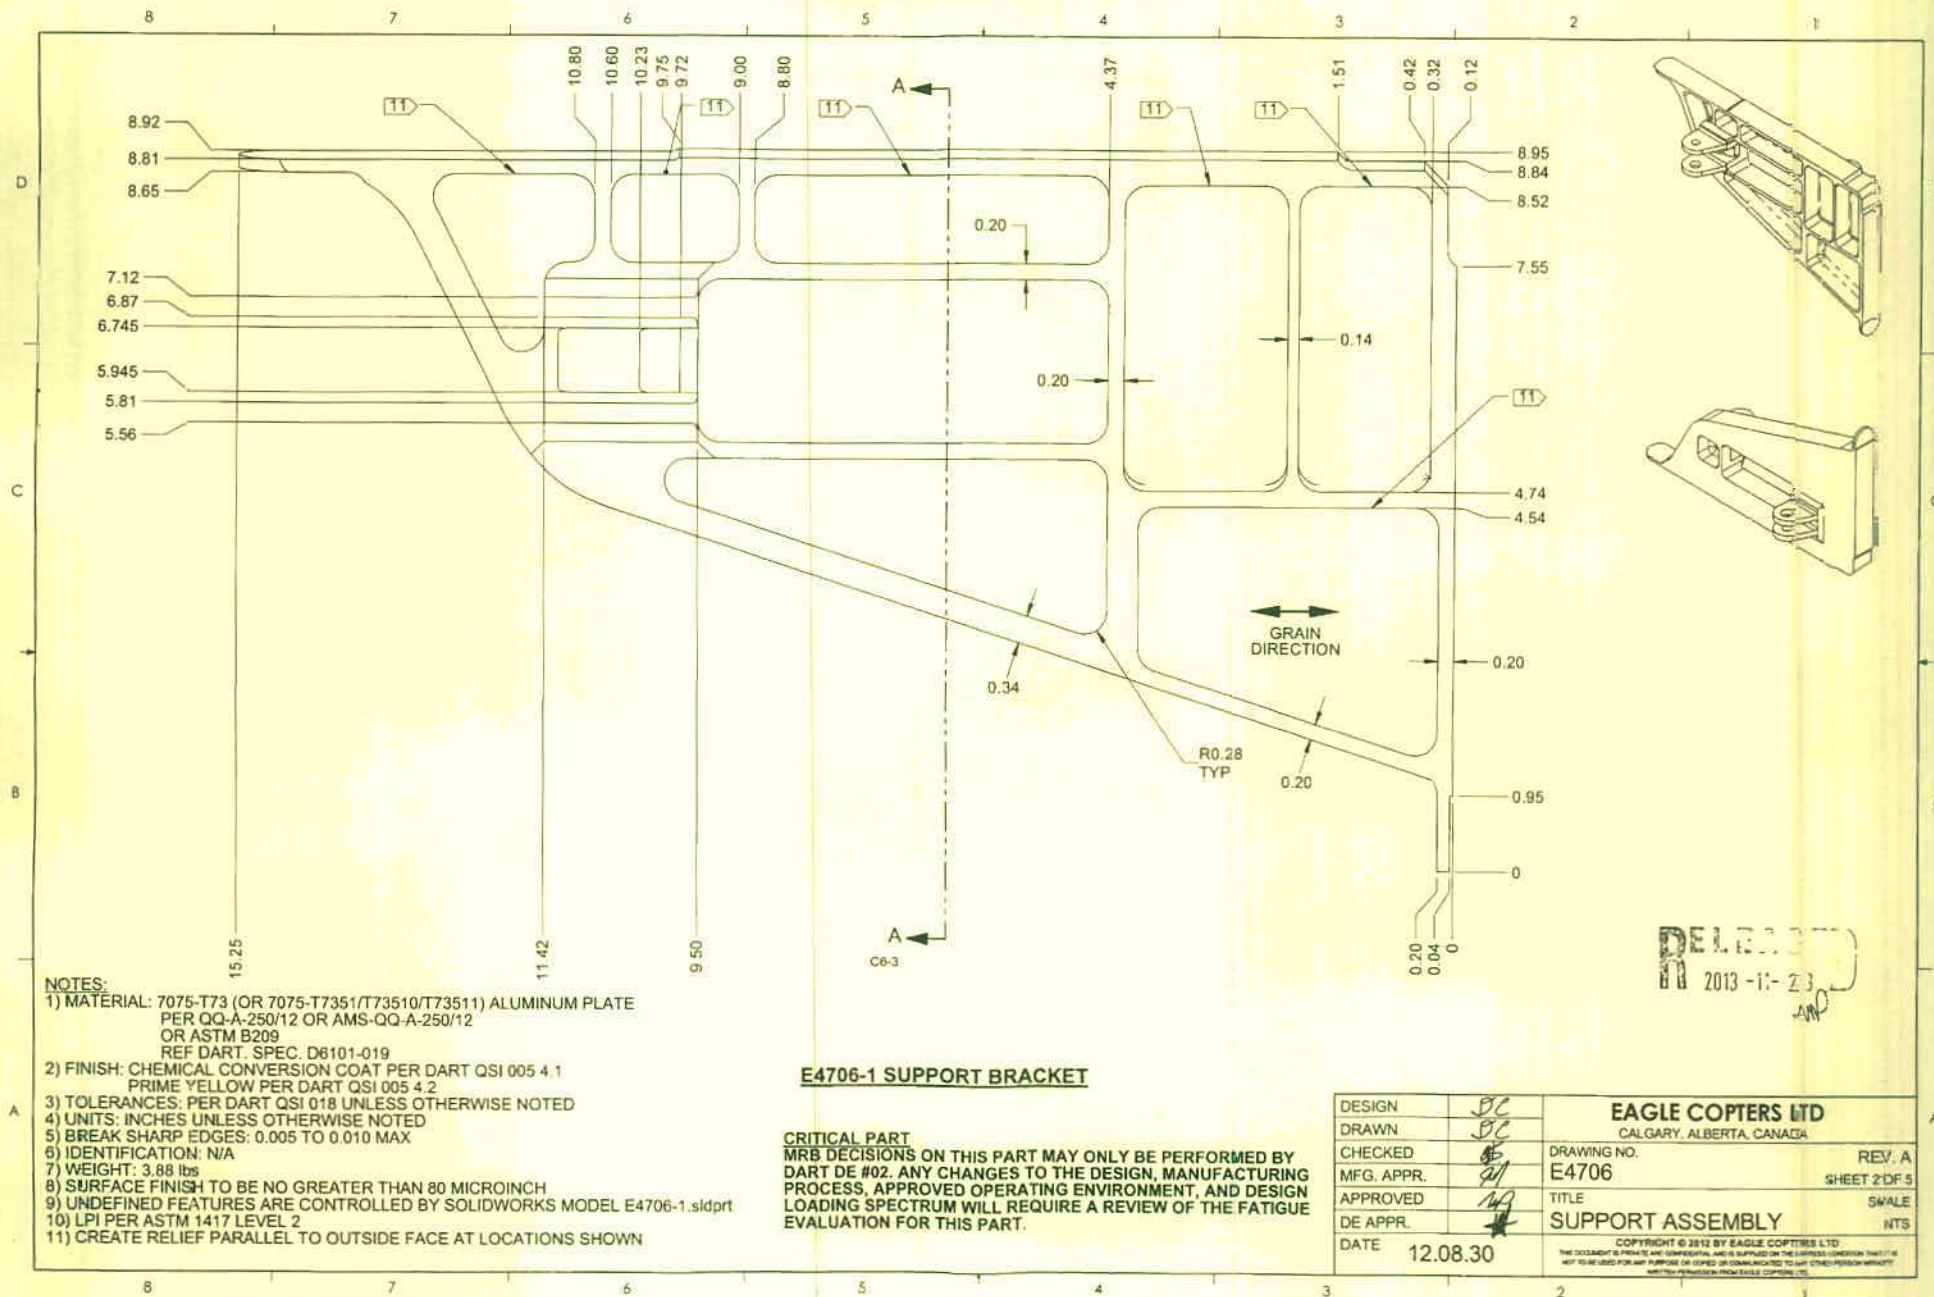 8 7 6 5 4 3 2 1
10.80
10.60
10.23
9.75
9.72
9.00
8.80
4.37
1.51
0.42
0.32
0.12
A
11
11
11
11
11
8.92
8.81
8.65
8.95
8.84
8.52
7.55
D
0.20
7.12
6.87
6.745
5.945
5.81
5.56
0.14
0.20
11
C
4.74
4.54
GRAIN
DIRECTION
0.20
0.34
R0.28
TYP
0.20
B
0.95
0
A
C6-3
15.25
11.42
9.50
0.20
0.04
0
2013
NOTES:
1) MATERIAL: 7075-T73 (OR 7075-T7351/T73510/T73511) ALUMINUM PLATE
PER QQ-A-250/12 OR AMS-QQ-A-250/12
OR ASTM B209
REF DART. SPEC. D6101-019
2) FINISH: CHEMICAL CONVERSION COAT PER DART QSI 005 4.1
PRIME YELLOW PER DART QSI 005 4.2
3) TOLERANCES: PER DART QSI 018 UNLESS OTHERWISE NOTED
4) UNITS: INCHES UNLESS OTHERWISE NOTED
5) BREAK SHARP EDGES: 0.005 TO 0.010 MAX
6) IDENTIFICATION: N/A
7) WEIGHT: 3.88 lbs
8) SURFACE FINISH TO BE NO GREATER THAN 80 MICROINCH
9) UNDEFINED FEATURES ARE CONTROLLED BY SOLIDWORKS MODEL E4706-1.sldprt
10) LPI PER ASTM 1417 LEVEL 2
11) CREATE RELIEF PARALLEL TO OUTSIDE FACE AT LOCATIONS SHOWN
A
E4706-1 SUPPORT BRACKET
CRITICAL PART
MRB DECISIONS ON THIS PART MAY ONLY BE PERFORMED BY
DART DE #02. ANY CHANGES TO THE DESIGN, MANUFACTURING
PROCESS, APPROVED OPERATING ENVIRONMENT, AND DESIGN
LOADING SPECTRUM WILL REQUIRE A REVIEW OF THE FATIGUE
EVALUATION FOR THIS PART.
DESIGN DC
DRAWN DC
CHECKED
MFG. APPR.
APPROVED
DE APPR.
DATE 12.08.30
EAGLE COPTERS LTD
CALGARY, ALBERTA, CANADA
DRAWING NO.
E4706
REV. A
SHEET 2 OF 5
TITLE
SUPPORT ASSEMBLY
SCALE
NTS
COPYRIGHT © 2012 BY EAGLE COPTERS LTD
8 7 6 5 4 3 2 1